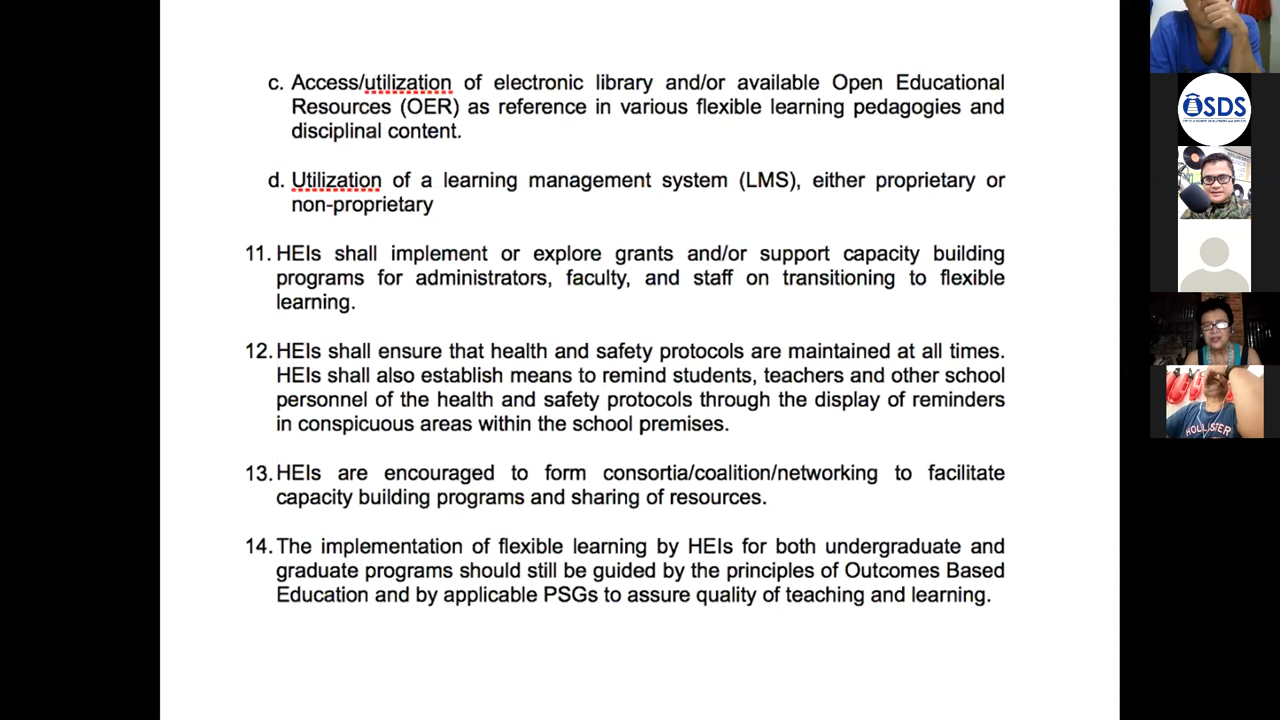 c. Access/utilization of electronic library and/or available Open Educational
Resources (OER) as reference in various flexible learning pedagogies and
disciplinal content.
d. Utilization of a learning management system (LMS), either proprietary or
non-proprietary
11. HEIs shall implement or explore grants and/or support capacity building
programs for administrators, faculty, and staff on transitioning to flexible
learning.
12. HEIs shall ensure that health and safety protocols are maintained at all times.
HEIs shall also establish means to remind students, teachers and other school
personnel of the health and safety protocols through the display of reminders
in conspicuous areas within the school premises.
13. HEIs are encouraged to form consortia/coalition/networking to facilitate
capacity building programs and sharing of resources.
14. The implementation of flexible learning by HEIs for both undergraduate and
graduate programs should still be guided by the principles of Outcomes Based
Education and by applicable PSGs to assure quality of teaching and learning.
OSDS
HOLLISTER